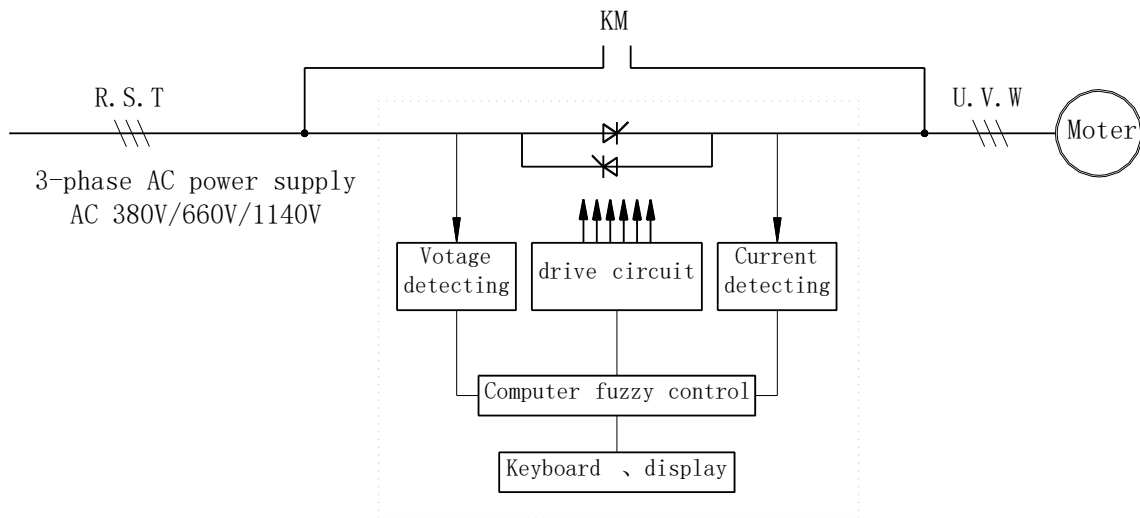 KM
R.S.T
U.V.W
Moter
3-phase AC power supply
AC 380V/660V/1140V
Votage
detecting
drive circuit
Current
detecting
Computer fuzzy control
Keyboard 、display